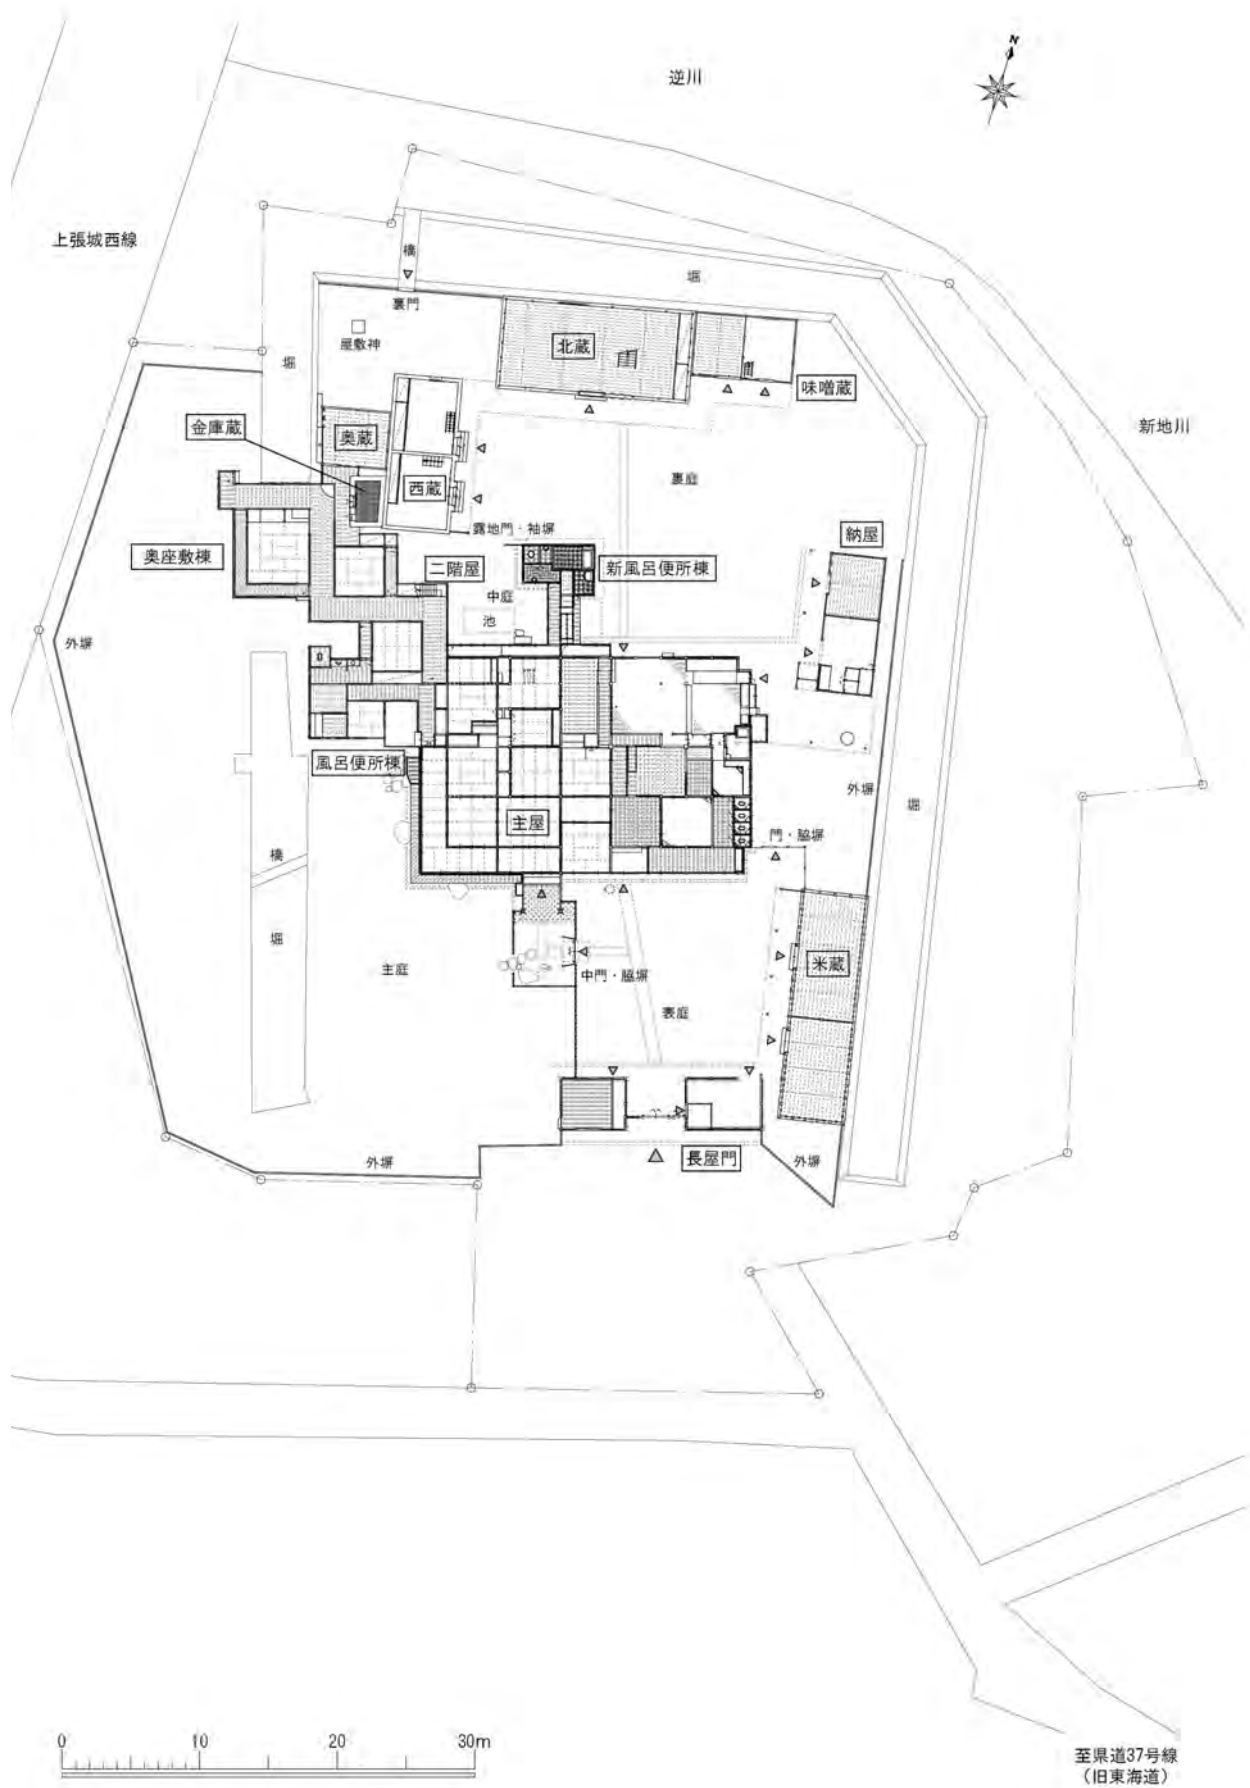 N
逆川
上張城西線
橋
堀
裏門
北蔵
屋敷神
堀
味噌蔵
新地川
金庫蔵
奥蔵
西蔵
裏庭
露地門・袖塀
納屋
奥座敷棟
二階屋
新風呂便所棟
中庭
池
外塀
風呂便所棟
外塀
堀
主屋
門・脇塀
橋
堀
主庭
米蔵
中門・脇塀
表庭
外塀
長屋門
外塀
0 10 20 30m
至県道37号線
（旧東海道）